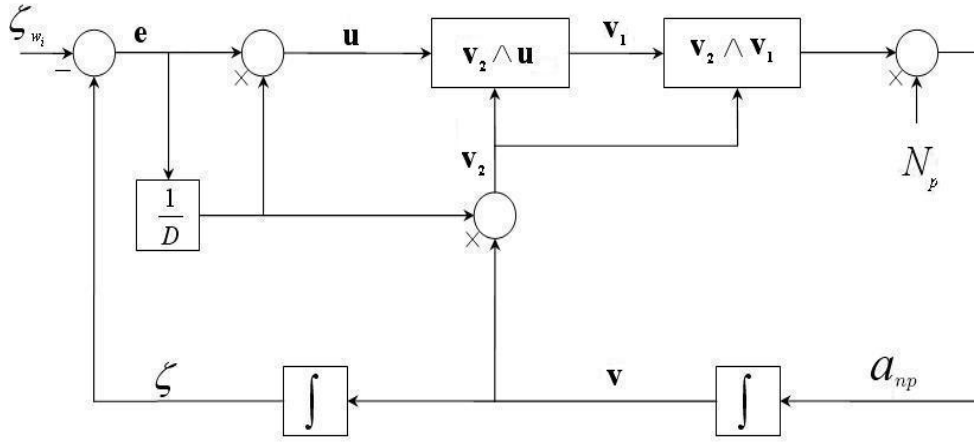 ζ_{w_i} e u v₂ ∧ u v₁ v₂ ∧ v₁
− × ×
v₂ N_p
1/D
×
ζ ∫ v ∫ a_{np}